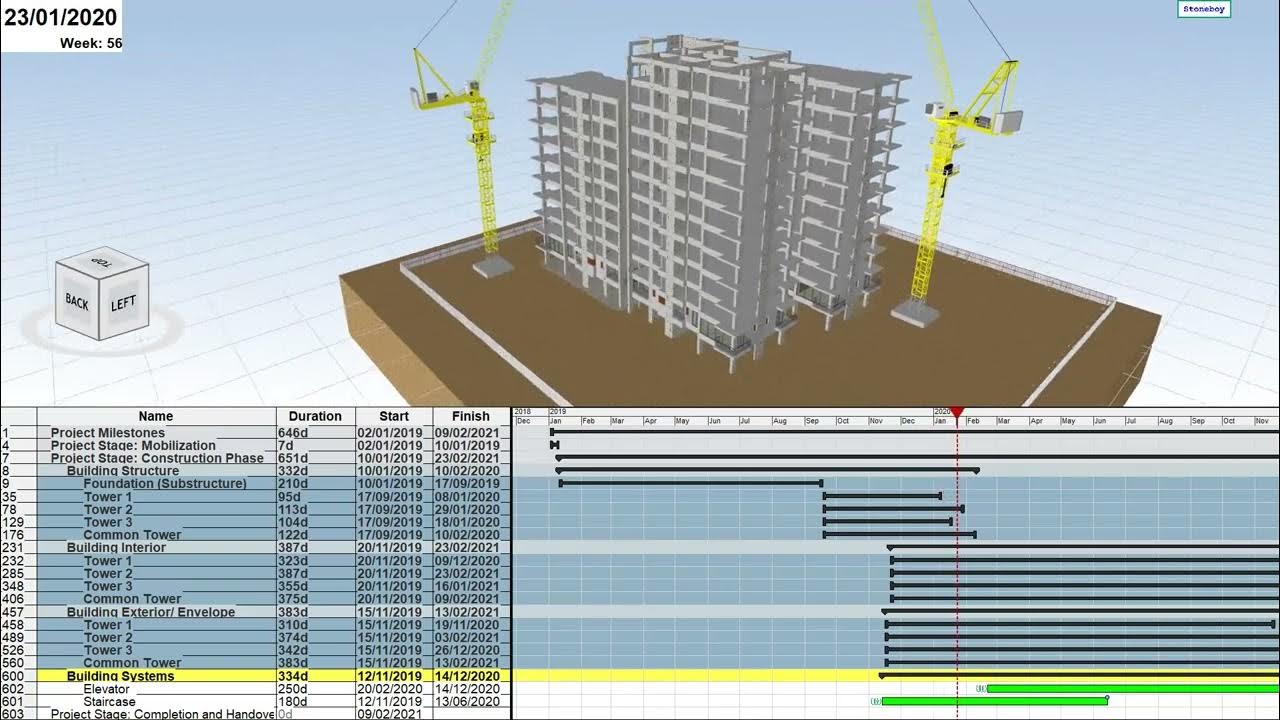 23/01/2020
Week: 56
Stoneboy
TOP
BACK LEFT
Name Duration Start Finish
2018 2019 2020
Dec Jan Feb Mar Apr May Jun Jul Aug Sep Oct Nov Dec Jan Feb Mar Apr May Jun Jul Aug Sep Oct Nov
1 Project Milestones 646d 02/01/2019 09/02/2021
4 Project Stage: Mobilization 7d 02/01/2019 10/01/2019
7 Project Stage: Construction Phase 651d 10/01/2019 23/02/2021
8 Building Structure 332d 10/01/2019 10/02/2020
9 Foundation (Substructure) 210d 10/01/2019 17/09/2019
35 Tower 1 95d 17/09/2019 08/01/2020
78 Tower 2 113d 17/09/2019 29/01/2020
129 Tower 3 104d 17/09/2019 18/01/2020
176 Common Tower 122d 17/09/2019 10/02/2020
231 Building Interior 387d 20/11/2019 23/02/2021
232 Tower 1 323d 20/11/2019 09/12/2020
285 Tower 2 387d 20/11/2019 23/02/2021
348 Tower 3 355d 20/11/2019 16/01/2021
406 Common Tower 375d 20/11/2019 09/02/2021
457 Building Exterior/ Envelope 383d 15/11/2019 13/02/2021
458 Tower 1 310d 15/11/2019 19/11/2020
489 Tower 2 374d 15/11/2019 03/02/2021
526 Tower 3 342d 15/11/2019 26/12/2020
560 Common Tower 383d 15/11/2019 13/02/2021
600 Building Systems 334d 12/11/2019 14/12/2020
602 Elevator 250d 20/02/2020 14/12/2020
601 Staircase 180d 12/11/2019 13/06/2020
603 Project Stage: Completion and Handove 0d 09/02/2021